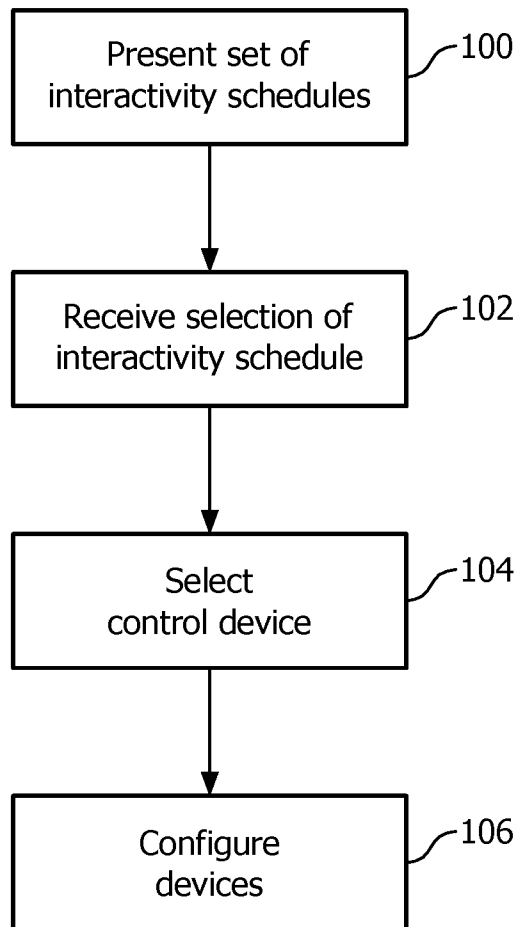 Present set of
interactivity schedules
100
Receive selection of
interactivity schedule
102
Select
control device
104
Configure
devices
106